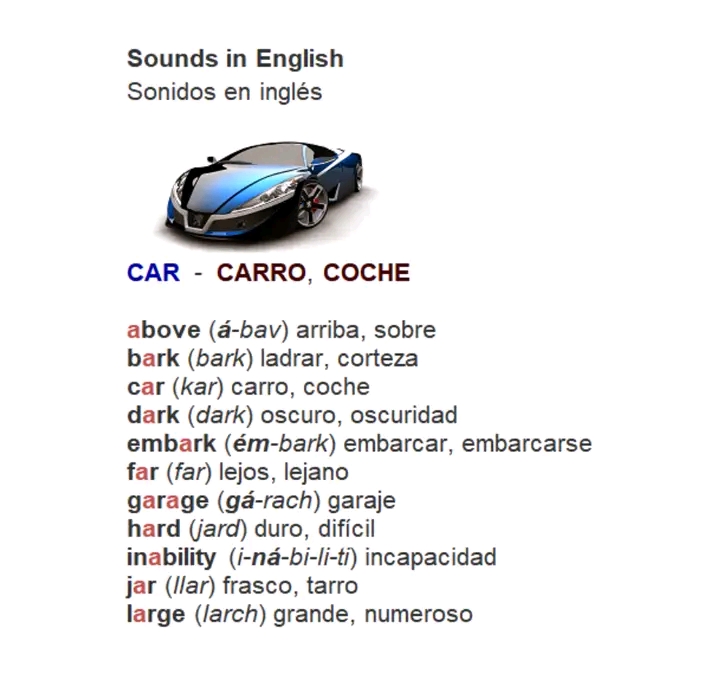 Sounds in English
Sonidos en inglés
CAR - CARRO, COCHE
above (á-bav) arriba, sobre
bark (bark) ladrar, corteza
car (kar) carro, coche
dark (dark) oscuro, oscuridad
embark (ém-bark) embarcar, embarcarse
far (far) lejos, lejano
garage (gá-rach) garaje
hard (jard) duro, difícil
inability (i-ná-bi-li-ti) incapacidad
jar (llar) frasco, tarro
large (larch) grande, numeroso